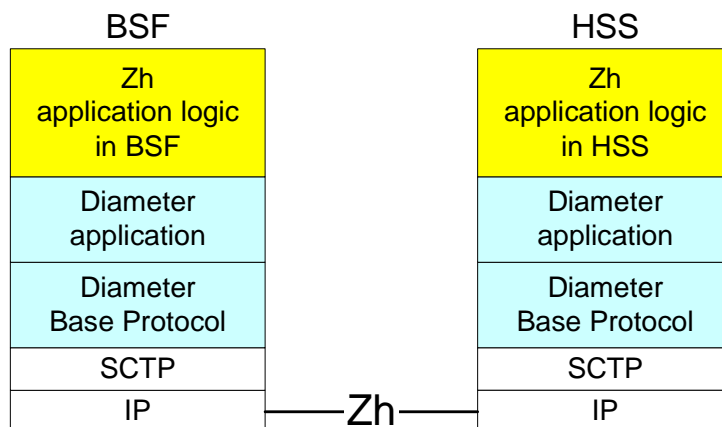 BSF
Zh
application logic
in BSF
Diameter
application
Diameter
Base Protocol
SCTP
IP
Zh
HSS
Zh
application logic
in HSS
Diameter
application
Diameter
Base Protocol
SCTP
IP